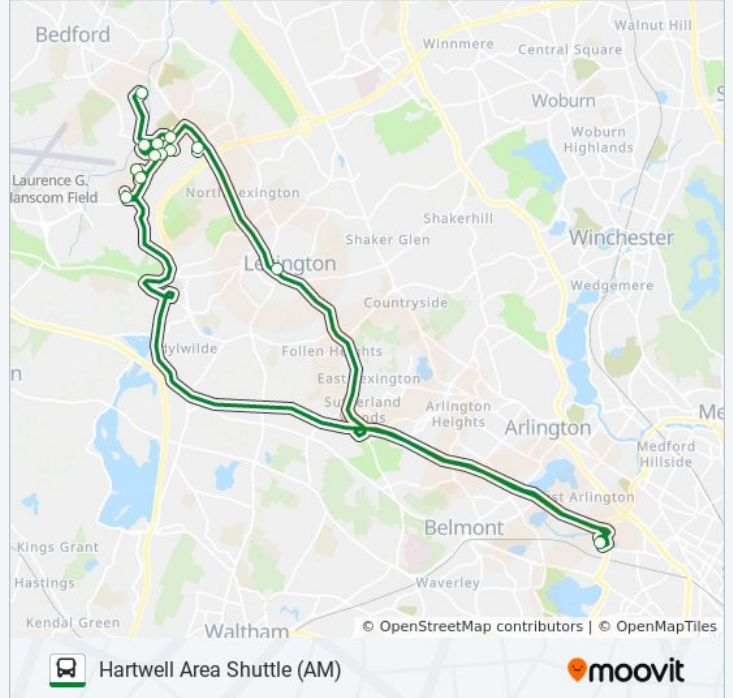 Walnut Hill
Bedford
Winnmere
Central Square
Woburn
Woburn
Highlands
Laurence G.
Hanscom Field
North Lexington
Shakerhill
Shaker Glen
Winchester
Lexington
Wedgemere
Countryside
Idylwilde
Follen Heights
East Lexington
Sutherland
Woods
Arlington
Heights
Arlington
Me
Medford
Hillside
East Arlington
Belmont
Kings Grant
Hastings
Waverley
Kendal Green
Waltham
© OpenStreetMap contributors | © OpenMapTiles
Hartwell Area Shuttle (AM)
moovit